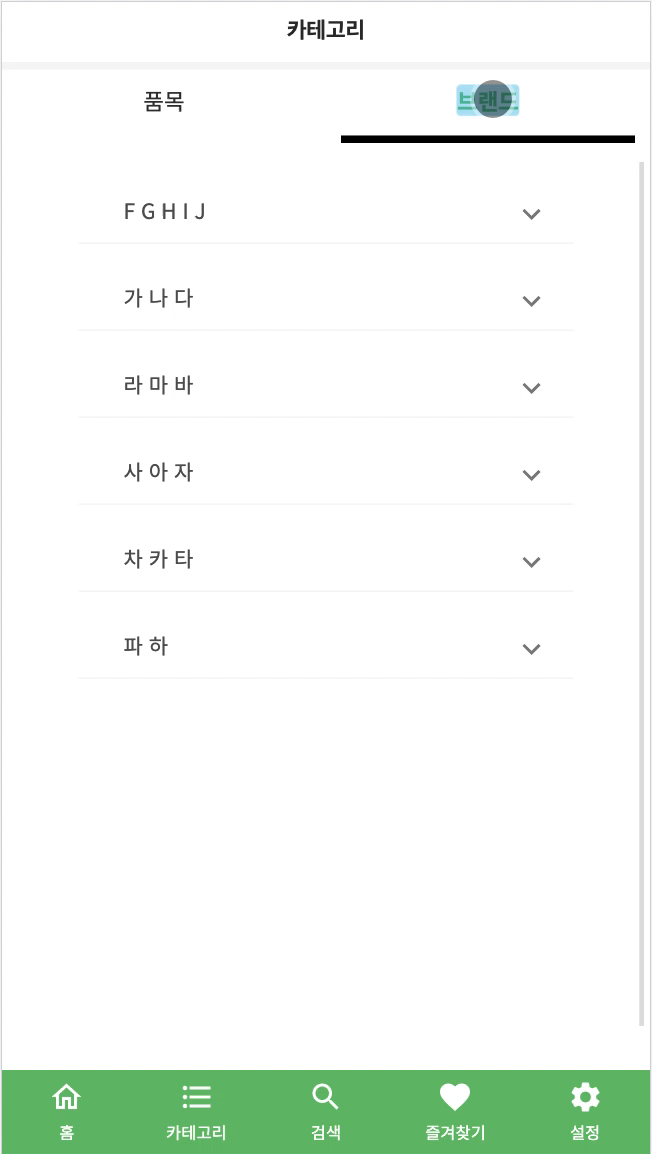 카테고리
품목 브랜드
F G H I J
가 나 다
라 마 바
사 아 자
차 카 타
파 하
홈 카테고리 검색 즐겨찾기 설정